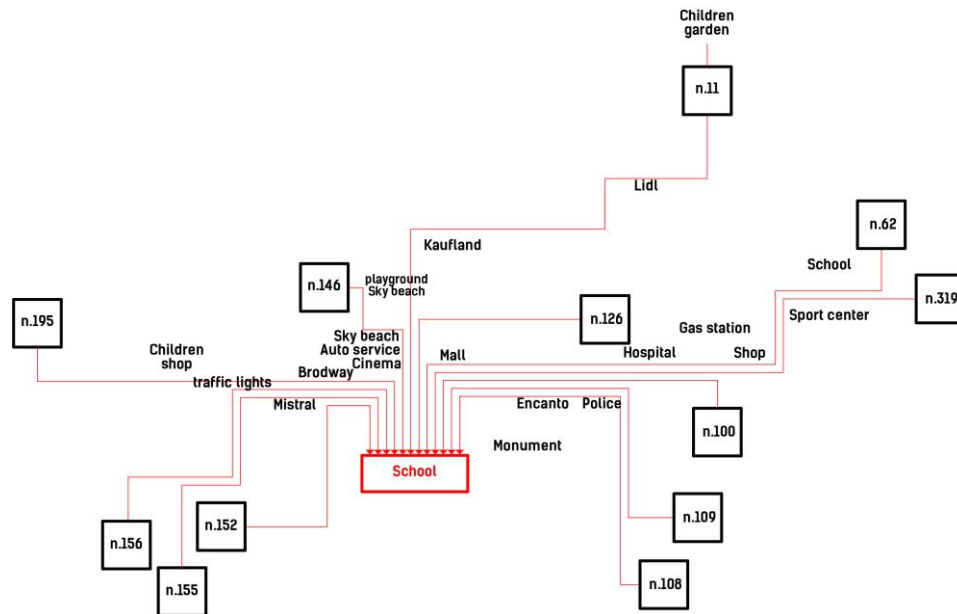 Children
garden
n.11
Lidl
n.62
Kaufland
School
n.146
playground
Sky beach
n.319
n.195
n.126
Sport center
Gas station
Sky beach
Auto service
Cinema
Children
shop
Mall
Hospital
Shop
Brodway
traffic lights
Mistral
Encanto
Police
n.100
Monument
School
n.152
n.109
n.156
n.155
n.108